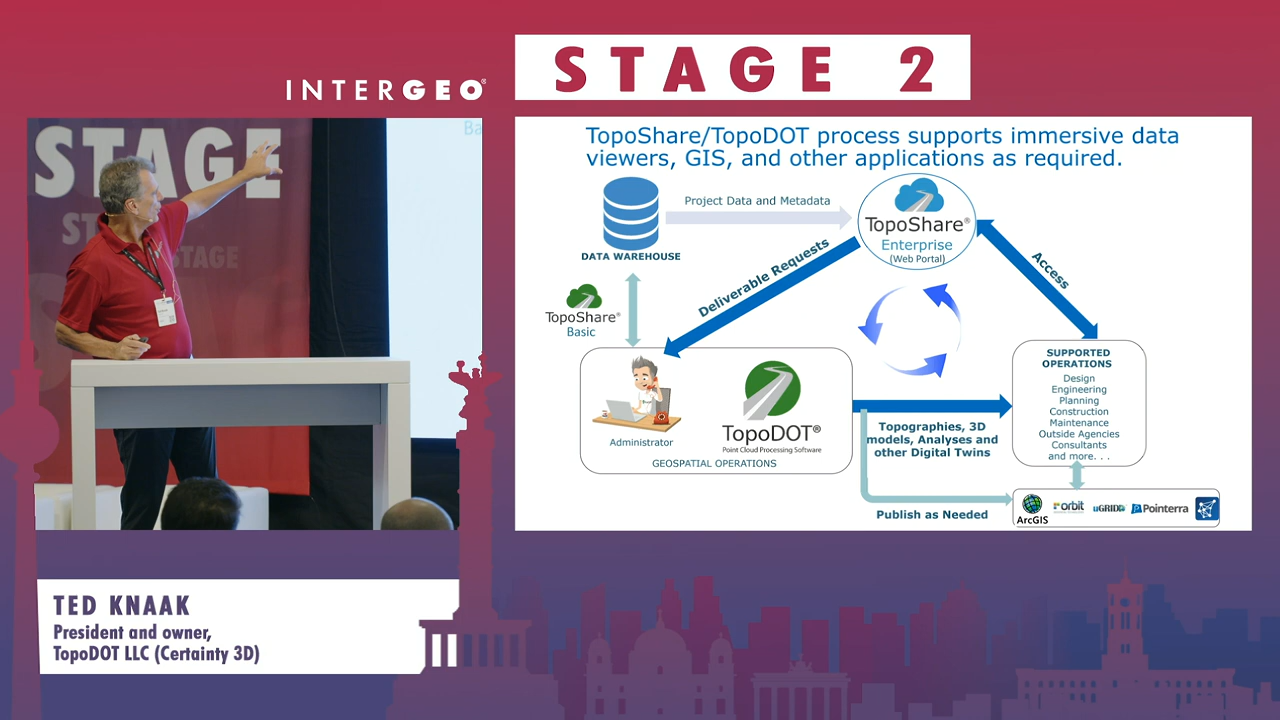 INTERGEO®
STAGE 2
STAGE
STAGE
Ba
TopoShare/TopoDOT process supports immersive data
viewers, GIS, and other applications as required.
Project Data and Metadata
TopoShare®
Enterprise
(Web Portal)
DATA WAREHOUSE
Deliverable Requests
Access
TopoShare®
Basic
Administrator
TopoDOT®
Point Cloud Processing Software
GEOSPATIAL OPERATIONS
SUPPORTED
OPERATIONS
Design
Engineering
Planning
Construction
Maintenance
Outside Agencies
Consultants
and more. . .
Topographies, 3D
models, Analyses and
other Digital Twins
Publish as Needed
ArcGIS
orbit
uGRIDD
Pointerra
TED KNAAK
President and owner,
TopoDOT LLC (Certainty 3D)